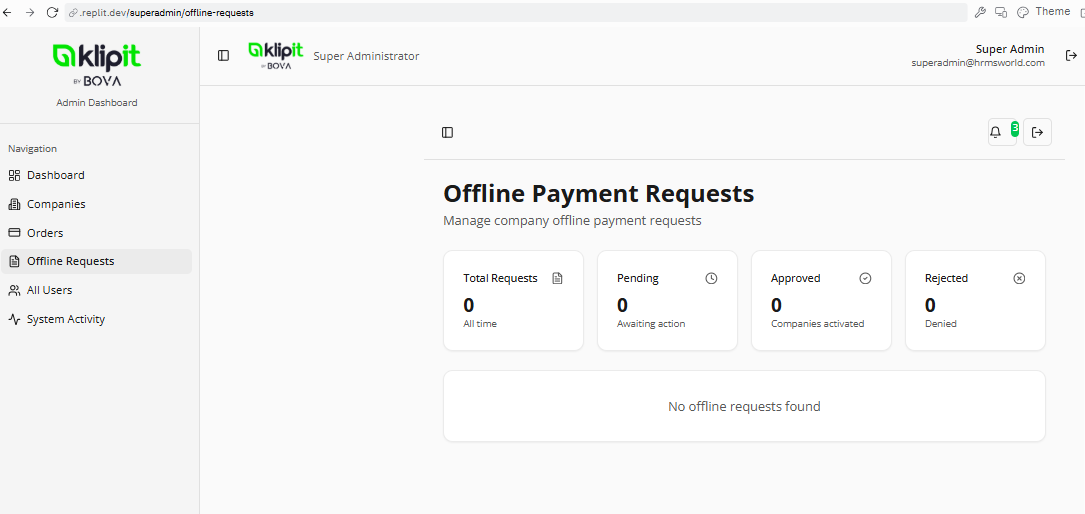 .replit.dev/superadmin/offline-requests
Theme
klipit
BY BOVA
Admin Dashboard
klipit
BY BOVA
Super Administrator
Super Admin
superadmin@hrmsworld.com
Navigation
Dashboard
Companies
Orders
Offline Requests
All Users
System Activity
3
Offline Payment Requests
Manage company offline payment requests
Total Requests
0
All time
Pending
0
Awaiting action
Approved
0
Companies activated
Rejected
0
Denied
No offline requests found